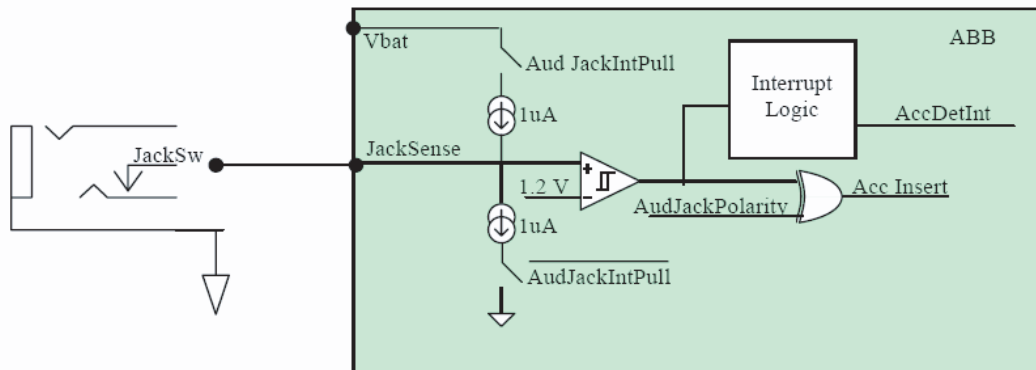 ABB
Vbat
Aud JackIntPull
Interrupt
Logic
1uA
AccDetInt
JackSw
JackSense
+
1.2 V
-
Acc Insert
AudJackPolarity
1uA
AudJackIntPull